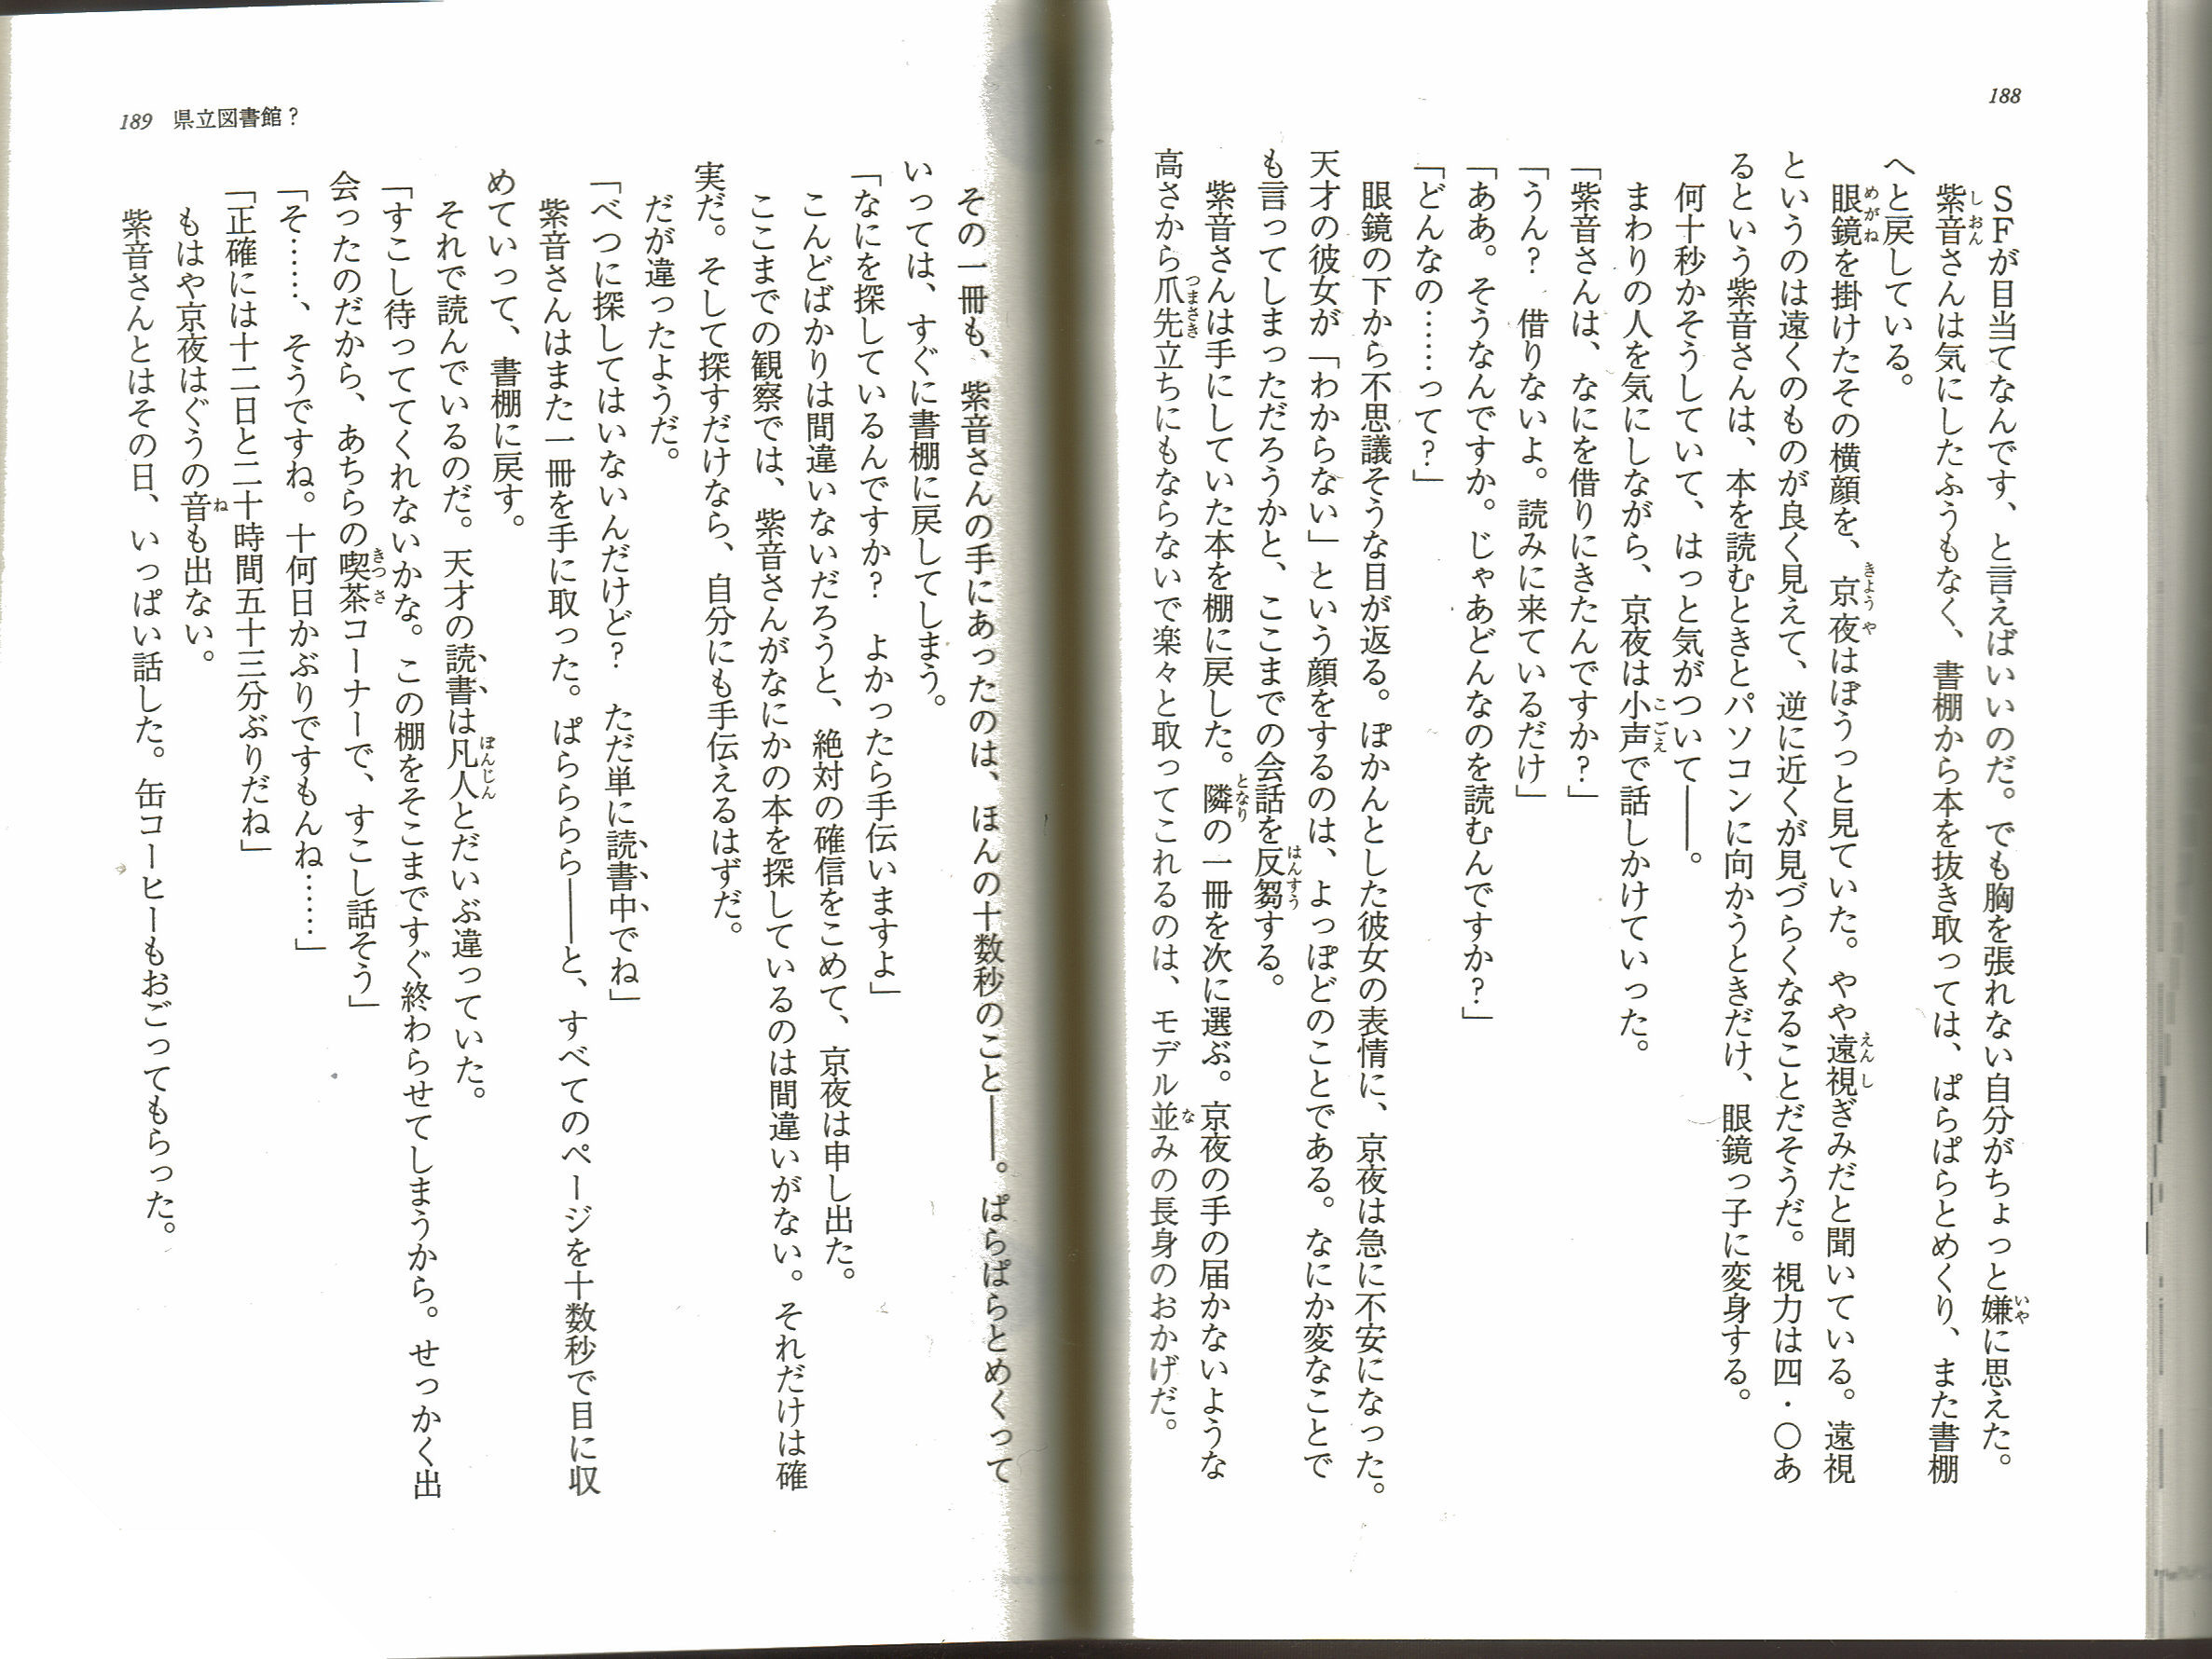 188
ＳＦが目当てなんです、と言えばいいのだ。でも胸を張れない自分がちょっと嫌に思えた。
紫音さんは気にしたふうもなく、書棚から本を抜き取っては、ぱらぱらとめくり、また書棚
へと戻している。
眼鏡を掛けたその横顔を、京夜はぼうっと見ていた。やや遠視ぎみだと聞いている。遠視
というのは遠くのものが良く見えて、逆に近くが見づらくなることだそうだ。視力は四・〇あ
るという紫音さんは、本を読むときとパソコンに向かうときだけ、眼鏡っ子に変身する。
何十秒かそうしていて、はっと気がついて――。
まわりの人を気にしながら、京夜は小声で話しかけていった。
「紫音さんは、なにを借りにきたんですか？」
「うん？　借りないよ。読みに来ているだけ」
「ああ。そうなんですか。じゃあどんなのを読むんですか？」
「どんなの……って？」
眼鏡の下から不思議そうな目が返る。ぽかんとした彼女の表情に、京夜は急に不安になった。
天才の彼女が「わからない」という顔をするのは、よっぽどのことである。なにか変なことで
も言ってしまっただろうかと、ここまでの会話を反芻する。
紫音さんは手にしていた本を棚に戻した。隣の一冊を次に選ぶ。京夜の手の届かないような
高さから爪先立ちにもならないで楽々と取ってこれるのは、モデル並みの長身のおかげだ。
189　県立図書館？
その一冊も、紫音さんの手にあったのは、ほんの十数秒のこと――。ぱらぱらとめくって
いっては、すぐに書棚に戻してしまう。
「なにを探しているんですか？　よかったら手伝いますよ」
こんどばかりは間違いないだろうと、絶対の確信をこめて、京夜は申し出た。
ここまでの観察では、紫音さんがなにかの本を探しているのは間違いがない。それだけは確
実だ。そして探すだけなら、自分にも手伝えるはずだ。
だが違ったようだ。
「べつに探してはいないんだけど？　ただ単に読書中でね」
紫音さんはまた一冊を手に取った。ぱらららら――と、すべてのページを十数秒で目に収
めていって、書棚に戻す。
それで読んでいるのだ。天才の読書は凡人とだいぶ違っていた。
「すこし待っててくれないかな。この棚をそこまですぐ終わらせてしまうから。せっかく出
会ったのだから、あちらの喫茶コーナーで、すこし話そう」
「そ……、そうですね。十何日かぶりですもんね……」
「正確には十二日と二十時間五十三分ぶりだね」
もはや京夜はぐうの音も出ない。
紫音さんとはその日、いっぱい話した。缶コーヒーもおごってもらった。